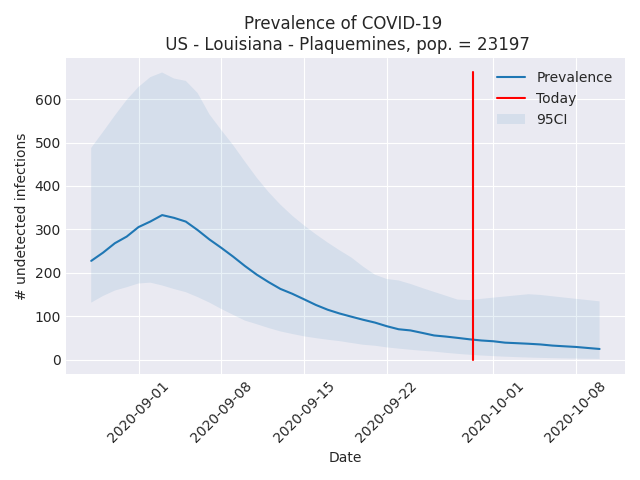 Prevalence of COVID-19
US - Louisiana - Plaquemines, pop. = 23197
Prevalence
Today
95CI
600
500
400
300
200
100
0
# undetected infections
2020-09-01
2020-09-08
2020-09-15
2020-09-22
2020-10-01
2020-10-08
Date